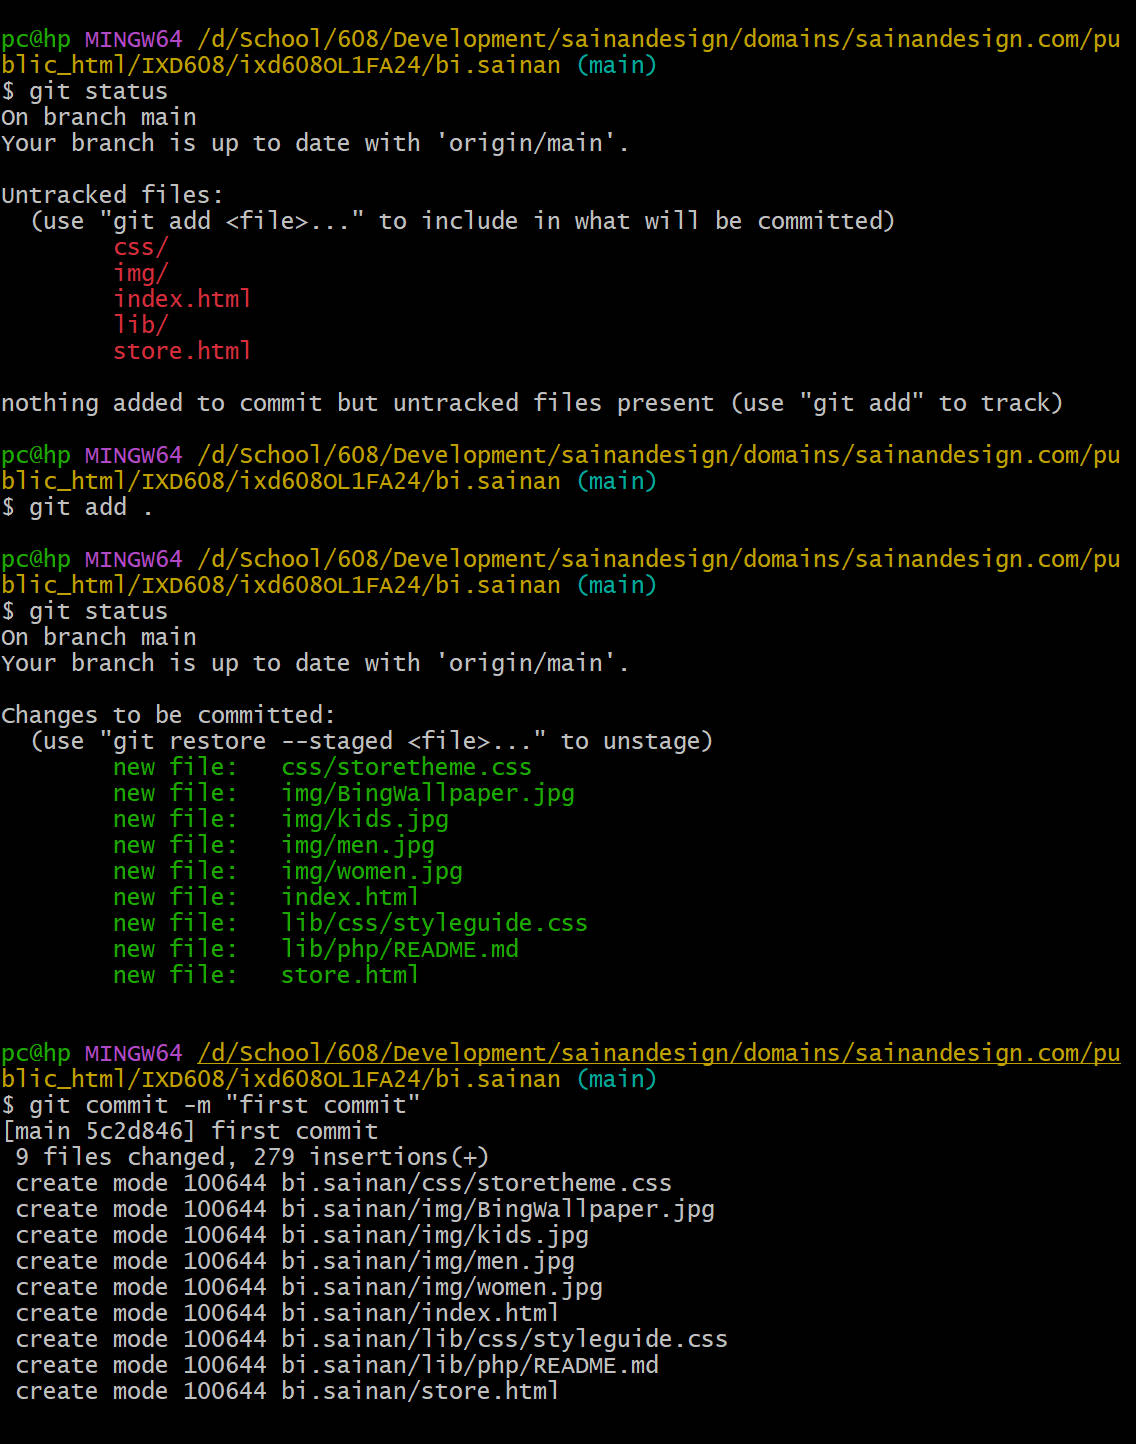 pc@hp MINGW64 /d/School/608/Development/sainandesign/domains/sainandesign.com/pu
blic_html/IXD608/ixd608OL1FA24/bi.sainan (main)
$ git status
On branch main
Your branch is up to date with 'origin/main'.
Untracked files:
  (use "git add <file>..." to include in what will be committed)
        css/
        img/
        index.html
        lib/
        store.html
nothing added to commit but untracked files present (use "git add" to track)
pc@hp MINGW64 /d/School/608/Development/sainandesign/domains/sainandesign.com/pu
blic_html/IXD608/ixd608OL1FA24/bi.sainan (main)
$ git add .
pc@hp MINGW64 /d/School/608/Development/sainandesign/domains/sainandesign.com/pu
blic_html/IXD608/ixd608OL1FA24/bi.sainan (main)
$ git status
On branch main
Your branch is up to date with 'origin/main'.
Changes to be committed:
  (use "git restore --staged <file>..." to unstage)
        new file:   css/storetheme.css
        new file:   img/BingWallpaper.jpg
        new file:   img/kids.jpg
        new file:   img/men.jpg
        new file:   img/women.jpg
        new file:   index.html
        new file:   lib/css/styleguide.css
        new file:   lib/php/README.md
        new file:   store.html
pc@hp MINGW64 /d/School/608/Development/sainandesign/domains/sainandesign.com/pu
blic_html/IXD608/ixd608OL1FA24/bi.sainan (main)
$ git commit -m "first commit"
[main 5c2d846] first commit
 9 files changed, 279 insertions(+)
 create mode 100644 bi.sainan/css/storetheme.css
 create mode 100644 bi.sainan/img/BingWallpaper.jpg
 create mode 100644 bi.sainan/img/kids.jpg
 create mode 100644 bi.sainan/img/men.jpg
 create mode 100644 bi.sainan/img/women.jpg
 create mode 100644 bi.sainan/index.html
 create mode 100644 bi.sainan/lib/css/styleguide.css
 create mode 100644 bi.sainan/lib/php/README.md
 create mode 100644 bi.sainan/store.html